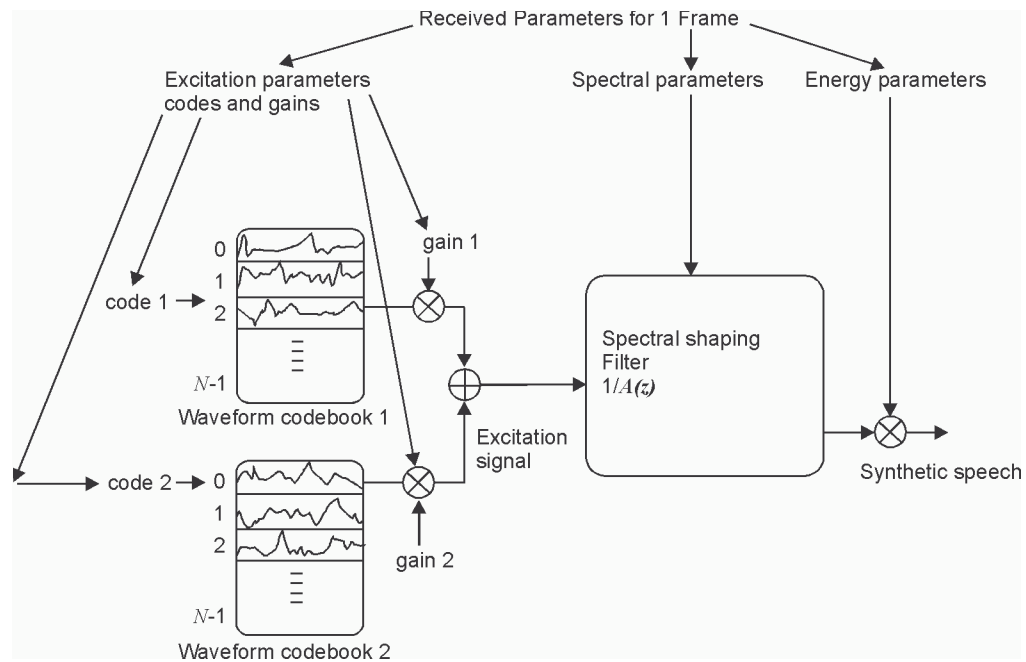 Received Parameters for 1 Frame
Excitation parameters
codes and gains
Spectral parameters
Energy parameters
gain 1
0
1
2
N-1
code 1
Waveform codebook 1
Spectral shaping
Filter
1/A(z)
Excitation
signal
Synthetic speech
code 2
0
1
2
N-1
gain 2
Waveform codebook 2